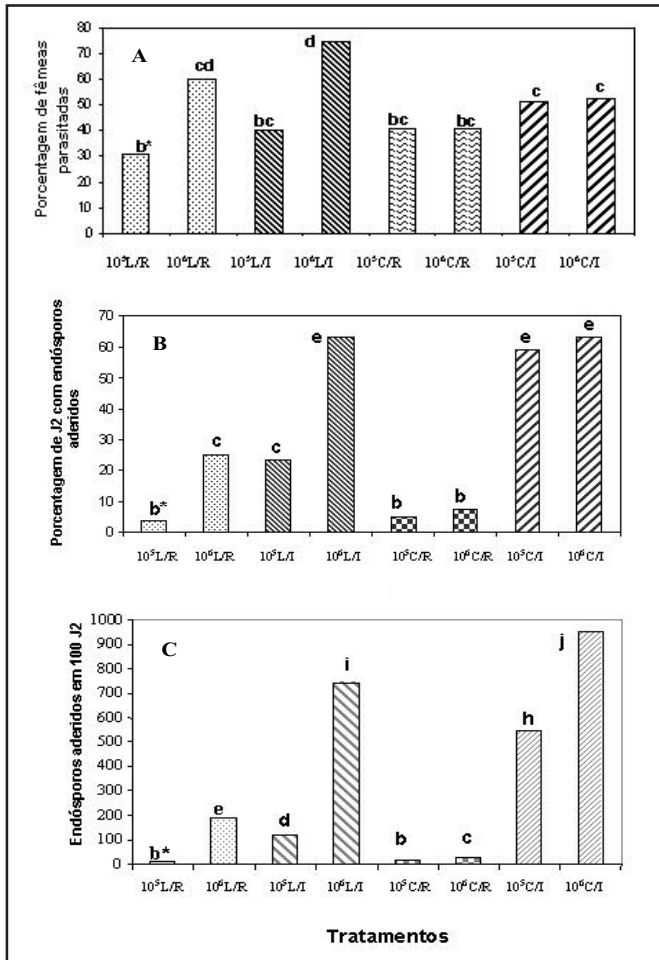 Porcentagem de fêmeas
parasitadas
80
70
60
50
40
30
20
10
0
A
b*
cd
bc
d
bc
bc
c
c
10⁵L/R 10⁶L/R 10⁵L/I 10⁶L/I 10⁵C/R 10⁶C/R 10⁵C/I 10⁶C/I
Porcentagem de J2 com endósporos
aderidos
70
60
50
40
30
20
10
0
B
b*
c
c
e
b
b
e
e
10⁵L/R 10⁶L/R 10⁵L/I 10⁶L/I 10⁵C/R 10⁶C/R 10⁵C/I 10⁶C/I
Endósporos aderidos em 100 J2
1000
900
800
700
600
500
400
300
200
100
0
C
b*
e
d
i
b
c
h
j
10⁵L/R 10⁶L/R 10⁵L/I 10⁶L/I 10⁵C/R 10⁶C/R 10⁵C/I 10⁶C/I
Tratamentos